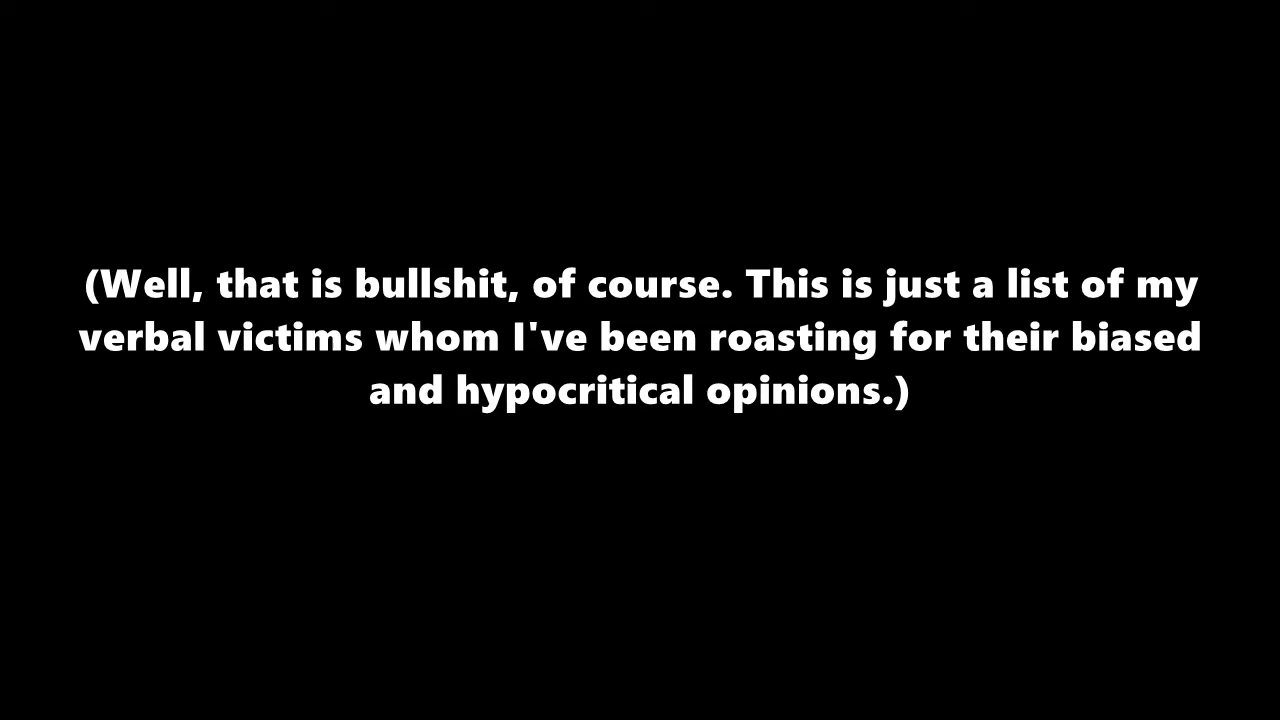 (Well, that is bullshit, of course. This is just a list of my
verbal victims whom I've been roasting for their biased
and hypocritical opinions.)